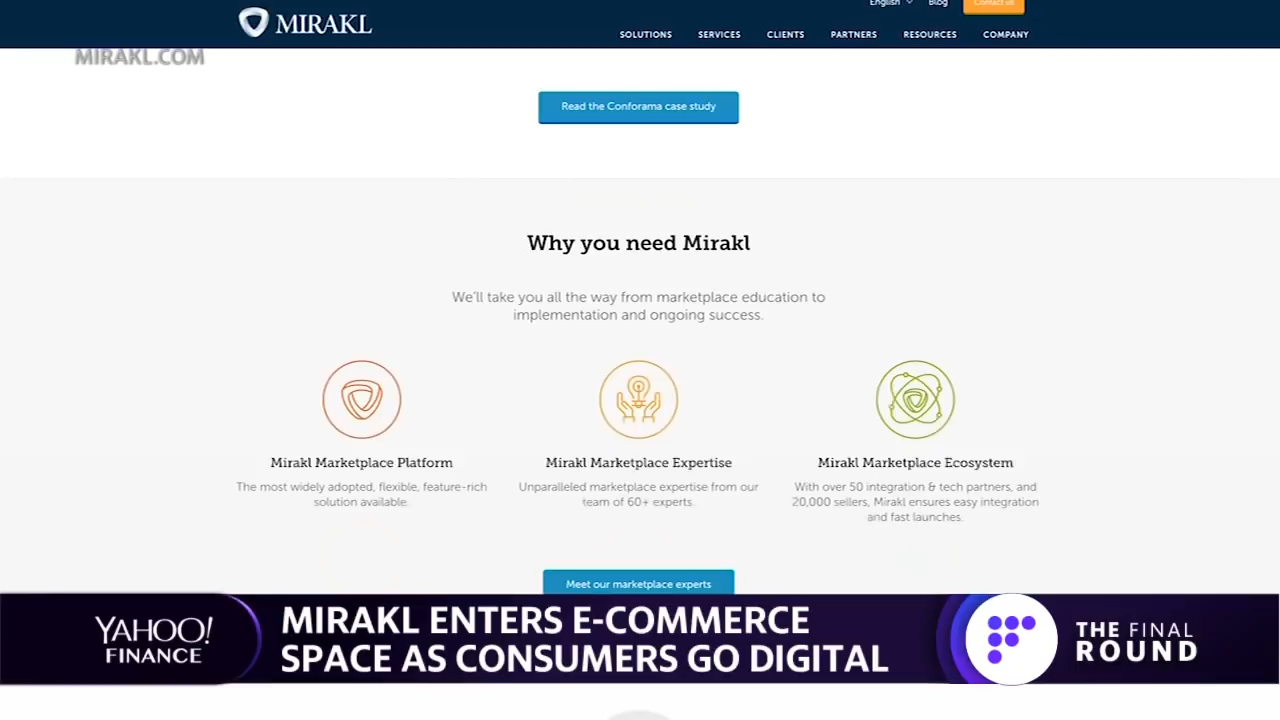 MIRAKL
English
Blog
Contact us
SOLUTIONS
SERVICES
CLIENTS
PARTNERS
RESOURCES
COMPANY
MIRAKL.COM
Read the Conforama case study
Why you need Mirakl
We'll take you all the way from marketplace education to
implementation and ongoing success.
Mirakl Marketplace Platform
The most widely adopted, flexible, feature-rich
solution available.
Mirakl Marketplace Expertise
Unparalleled marketplace expertise from our
team of 60+ experts.
Mirakl Marketplace Ecosystem
With over 50 integration & tech partners, and
20,000 sellers, Mirakl ensures easy integration
and fast launches.
Meet our marketplace experts
YAHOO!
FINANCE
MIRAKL ENTERS E-COMMERCE
SPACE AS CONSUMERS GO DIGITAL
THE FINAL
ROUND